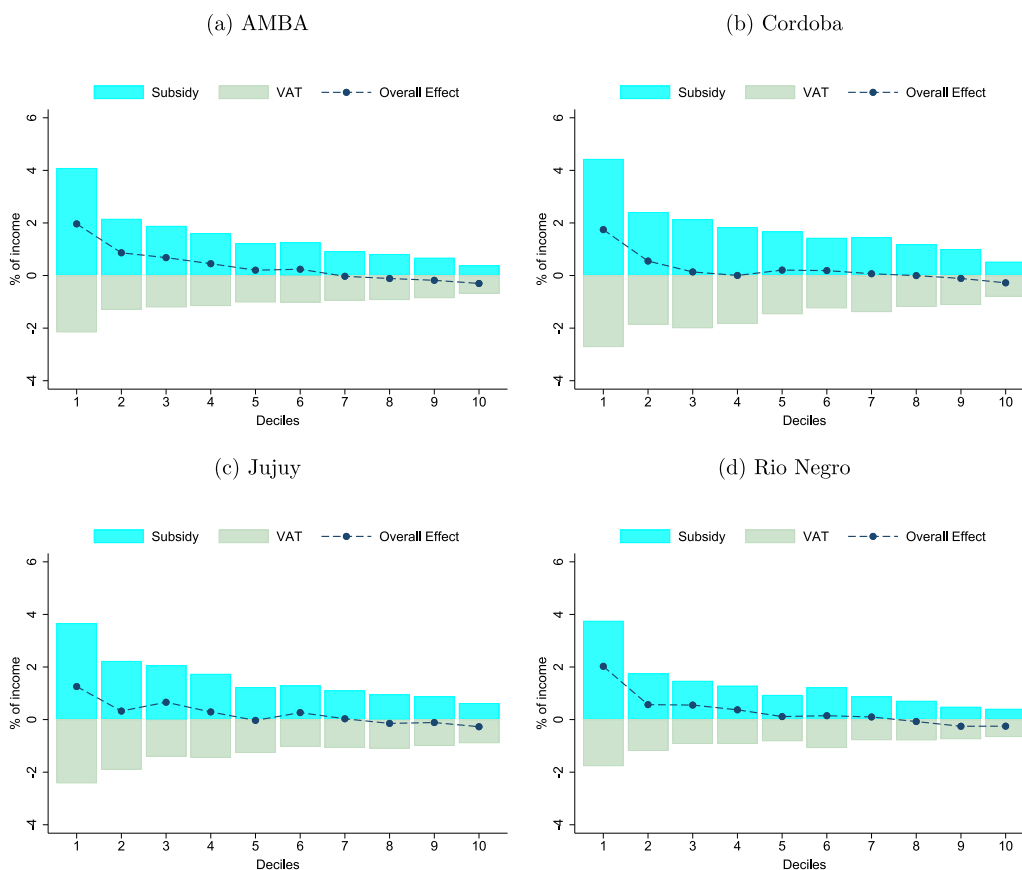 (a) AMBA
Subsidy VAT Overall Effect
% of income
6
4
2
0
-2
-4
1 2 3 4 5 6 7 8 9 10
Deciles
(b) Cordoba
Subsidy VAT Overall Effect
% of income
6
4
2
0
-2
-4
1 2 3 4 5 6 7 8 9 10
Deciles
(c) Jujuy
Subsidy VAT Overall Effect
% of income
6
4
2
0
-2
-4
1 2 3 4 5 6 7 8 9 10
Deciles
(d) Rio Negro
Subsidy VAT Overall Effect
% of income
6
4
2
0
-2
-4
1 2 3 4 5 6 7 8 9 10
Deciles